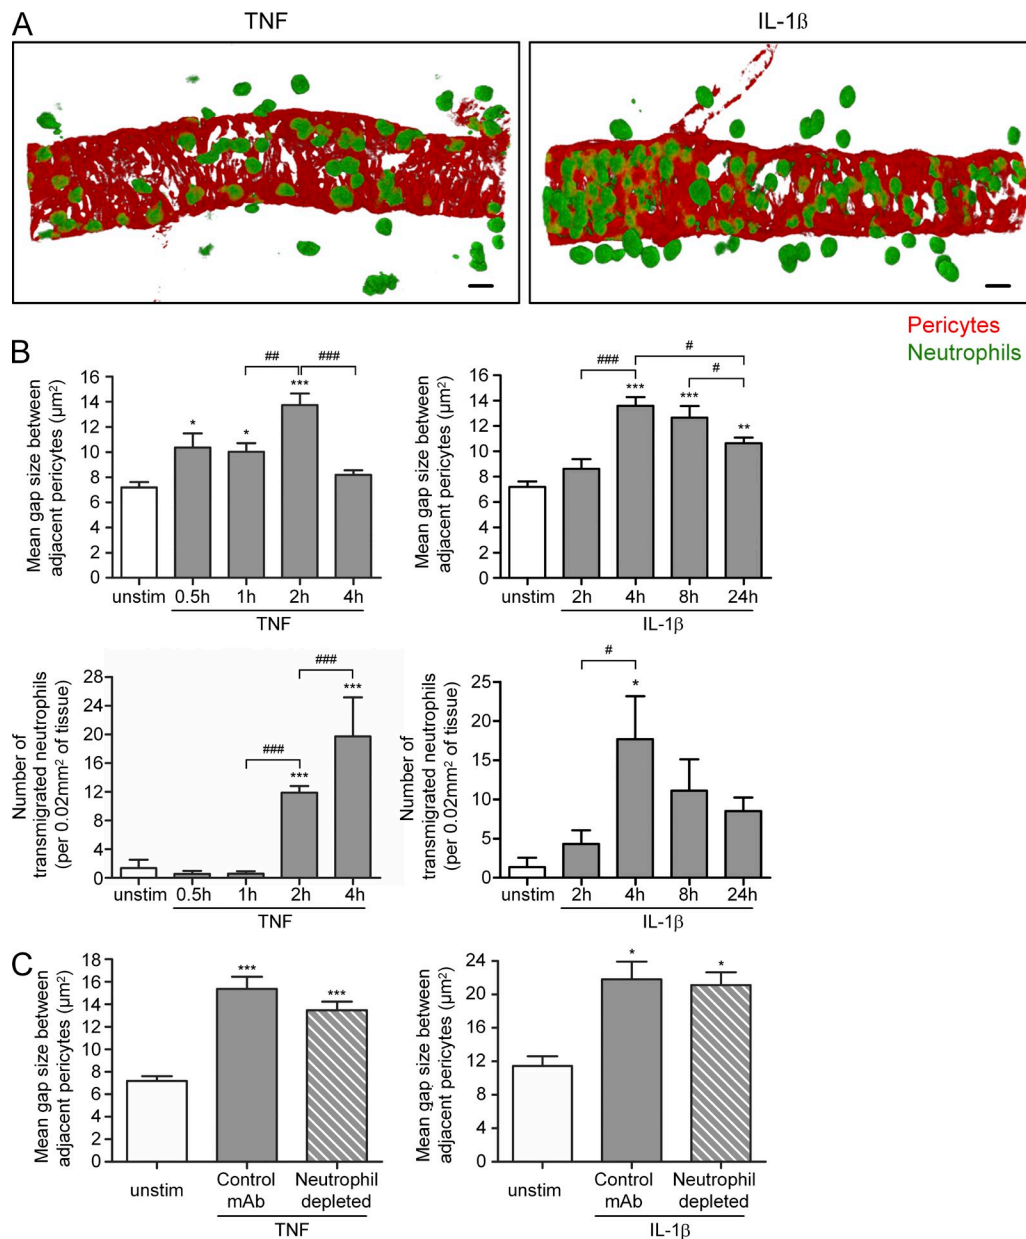 A
TNF
IL-1ß
Pericytes
Neutrophils
B
Mean gap size between
adjacent pericytes (µm²)
16
14
12
10
8
6
4
2
0
*
*
***
##
###
unstim
0.5h
1h
2h
4h
TNF
Mean gap size between
adjacent pericytes (µm²)
16
14
12
10
8
6
4
2
0
###
#
#
***
***
**
unstim
2h
4h
8h
24h
IL-1β
Number of
transmigrated neutrophils
(per 0.02mm² of tissue)
28
24
20
16
12
8
4
0
###
###
***
***
unstim
0.5h
1h
2h
4h
TNF
Number of
transmigrated neutrophils
(per 0.02mm² of tissue)
25
20
15
10
5
0
#
*
unstim
2h
4h
8h
24h
IL-1β
C
Mean gap size between
adjacent pericytes (µm²)
18
16
14
12
10
8
6
4
2
0
***
***
unstim
Control
mAb
Neutrophil
depleted
TNF
Mean gap size between
adjacent pericytes (µm²)
24
20
16
12
8
4
0
*
*
unstim
Control
mAb
Neutrophil
depleted
IL-1β